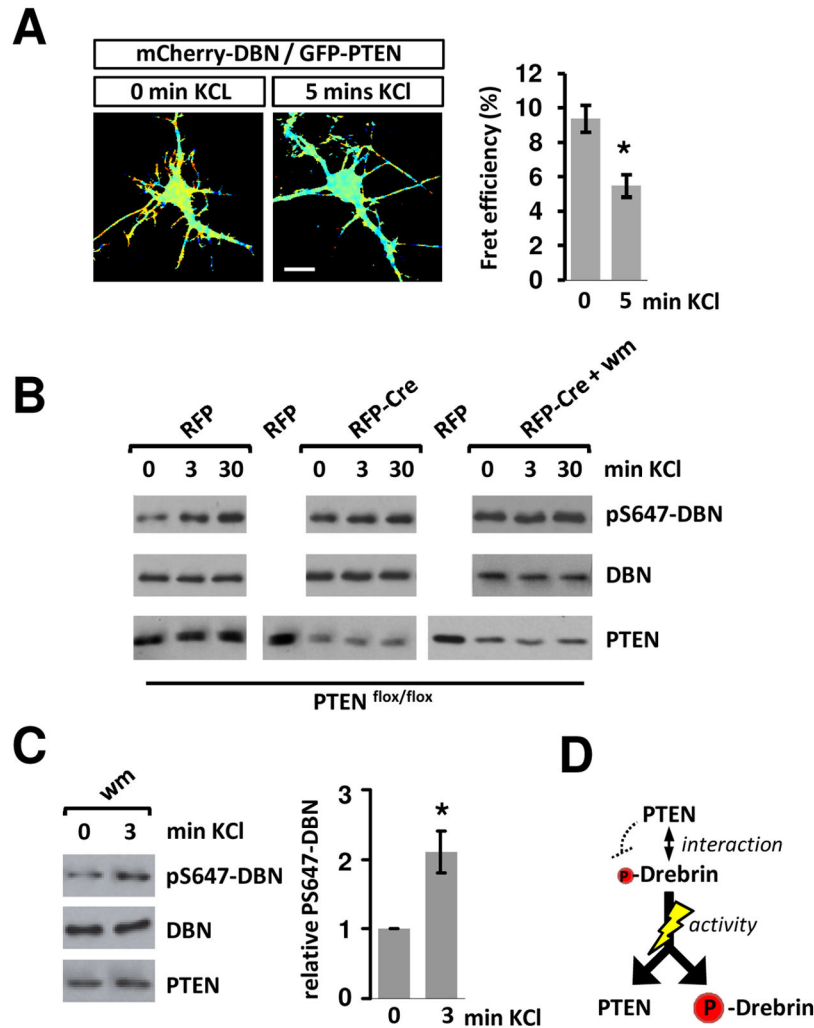 A
mCherry-DBN / GFP-PTEN
0 min KCL
5 mins KCl
Fret efficiency (%)
12
10
8
6
4
2
0
*
0 5 min KCl
B
RFP RFP RFP-Cre RFP RFP-Cre + wm
0 3 30 0 3 30 0 3 30 min KCl
pS647-DBN
DBN
PTEN
PTEN flox/flox
C
wm
0 3 min KCl
pS647-DBN
DBN
PTEN
relative PS647-DBN
3
2
1
0
*
0 3 min KCl
D
PTEN
interaction
P-Drebrin
activity
PTEN P -Drebrin